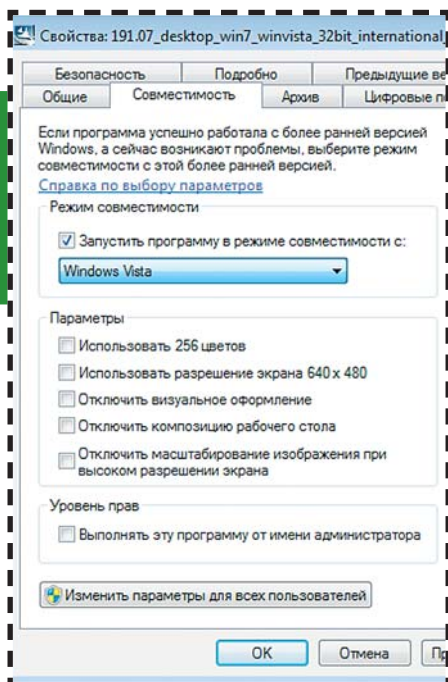 Свойства: 191.07_desktop_win7_winvista_32bit_international
Безопасность Подробно Предыдущие ве
Общие Совместимость Архив Цифровые п
Если программа успешно работала с более ранней версией
Windows, а сейчас возникают проблемы, выберите режим
совместимости с этой более ранней версией.
Справка по выбору параметров
Режим совместимости
Запустить программу в режиме совместимости с:
Windows Vista
Параметры
Использовать 256 цветов
Использовать разрешение экрана 640 x 480
Отключить визуальное оформление
Отключить композицию рабочего стола
Отключить масштабирование изображения при
высоком разрешении экрана
Уровень прав
Выполнять эту программу от имени администратора
Изменить параметры для всех пользователей
OK Отмена Пр